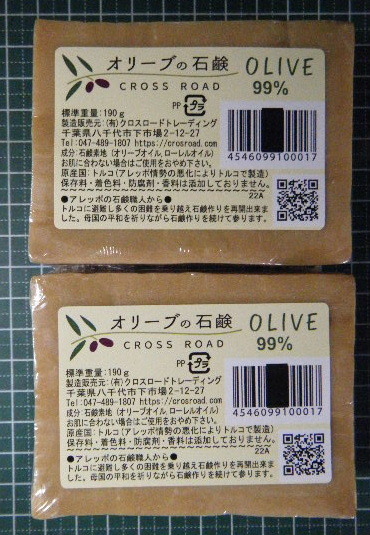 オリーブの石鹸 OLIVE
CROSS ROAD 99%
PP プラ
標準重量:190g
製造販売元:(有)クロスロードトレーディング
千葉県八千代市下市場2-12-27
Tel:047-489-1807 https://crosroad.com
成分:石鹸素地 (オリーブオイル、ローレルオイル)
お肌に合わない場合はご使用をおやめ下さい。
4546099100017
原産国:トルコ(アレッポ情勢の悪化によりトルコで製造)
保存料・着色料・防腐剤・香料は添加しておりません。
22A
●アレッポの石鹸職人から●
トルコに避難し多くの困難を乗り越え石鹸作りを再開出来ま
した。母国の平和を祈りながら石鹸作りを続けて参ります。
オリーブの石鹸 OLIVE
CROSS ROAD 99%
PP プラ
標準重量:190g
製造販売元:(有)クロスロードトレーディング
千葉県八千代市下市場2-12-27
Tel:047-489-1807 https://crosroad.com
成分:石鹸素地 (オリーブオイル、ローレルオイル)
お肌に合わない場合はご使用をおやめ下さい。
4546099100017
原産国:トルコ(アレッポ情勢の悪化によりトルコで製造)
保存料・着色料・防腐剤・香料は添加しておりません。
22A
●アレッポの石鹸職人から●
トルコに避難し多くの困難を乗り越え石鹸作りを再開出来ま
した。母国の平和を祈りながら石鹸作りを続けて参ります。